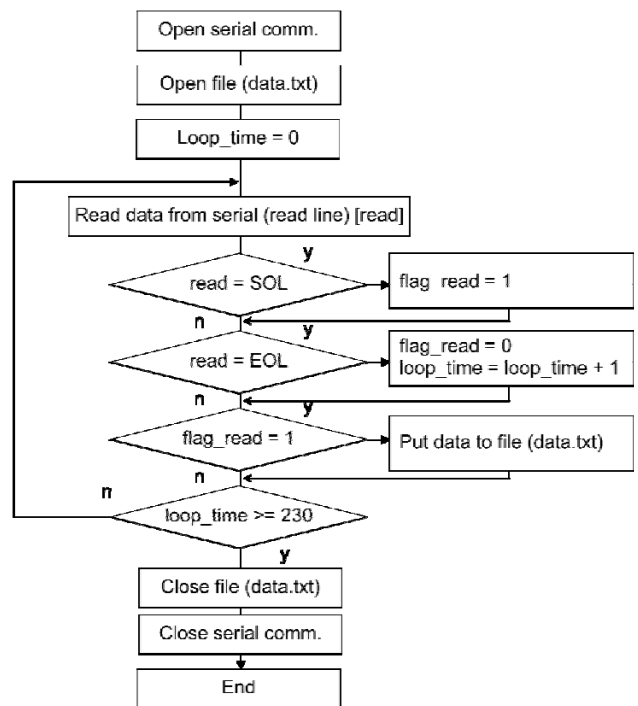 Open serial comm.
Open file (data.txt)
Loop_time = 0
Read data from serial (read line) [read]
y
read = SOL
flag_read = 1
n
y
read = EOL
flag_read = 0
loop_time = loop_time + 1
n
y
flag_read = 1
Put data to file (data.txt)
n
n
loop_time >= 230
y
Close file (data.txt)
Close serial comm.
End